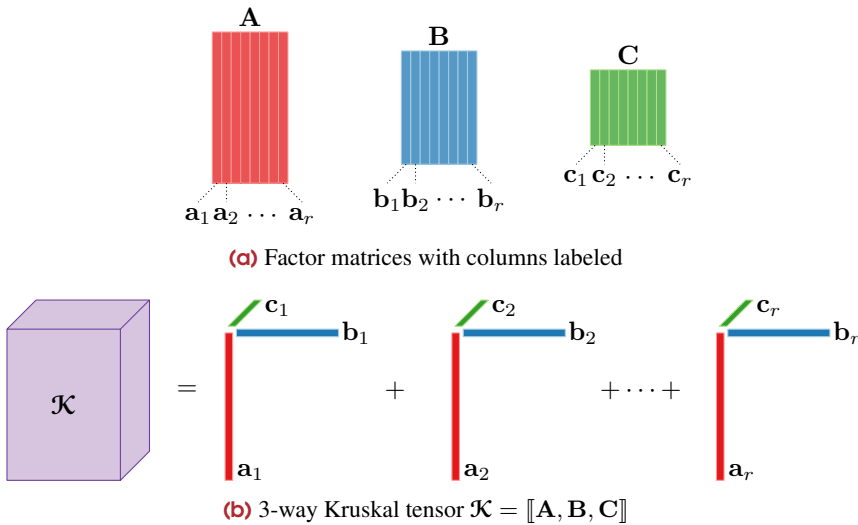 A
B
C
a₁ a₂ ⋯ aᵣ
b₁ b₂ ⋯ bᵣ
c₁ c₂ ⋯ cᵣ
(a) Factor matrices with columns labeled
𝓚 = a₁ b₁ c₁ + a₂ b₂ c₂ + ⋯ + aᵣ bᵣ cᵣ
(b) 3-way Kruskal tensor 𝓚 = ⟦A, B, C⟧